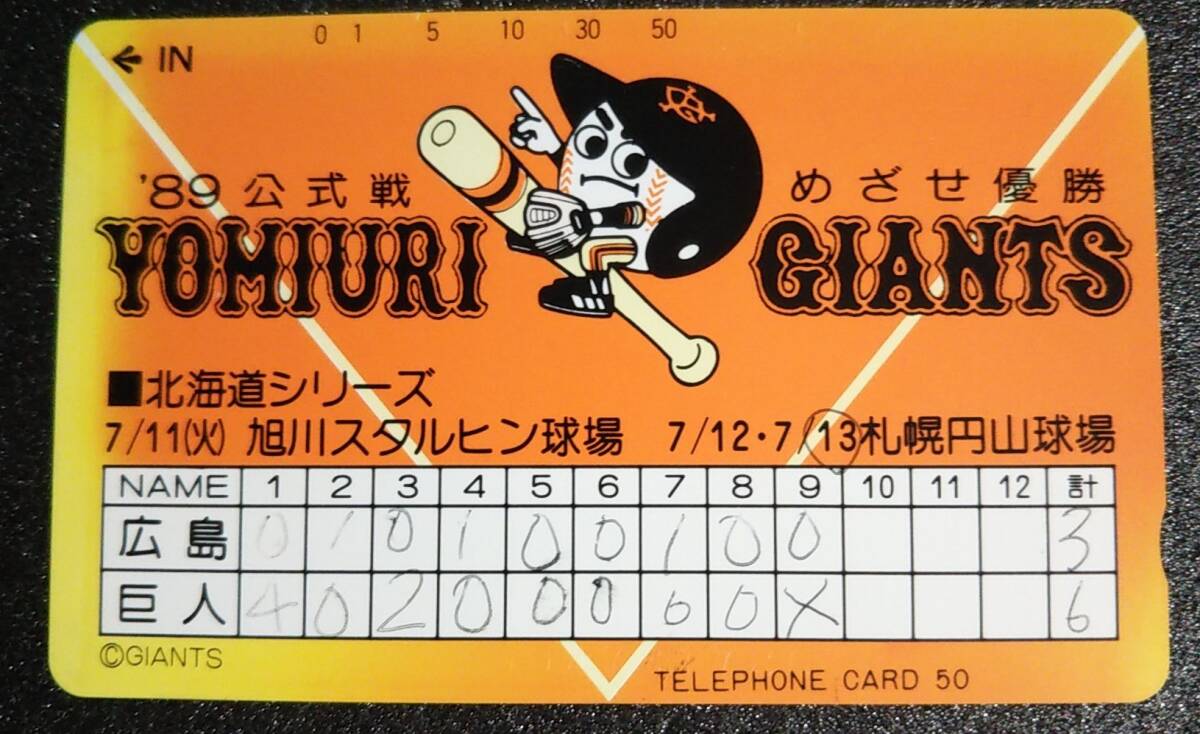 0 1 5 10 30 50
← IN
'89公式戦 めざせ優勝
YOMIURI GIANTS
■北海道シリーズ
7/11(火) 旭川スタルヒン球場 7/12・7/13札幌円山球場
NAME 1 2 3 4 5 6 7 8 9 10 11 12 計
広島 0 1 0 1 0 0 1 0 0 3
巨人 4 0 2 0 0 0 0 0 X 6
©GIANTS
TELEPHONE CARD 50